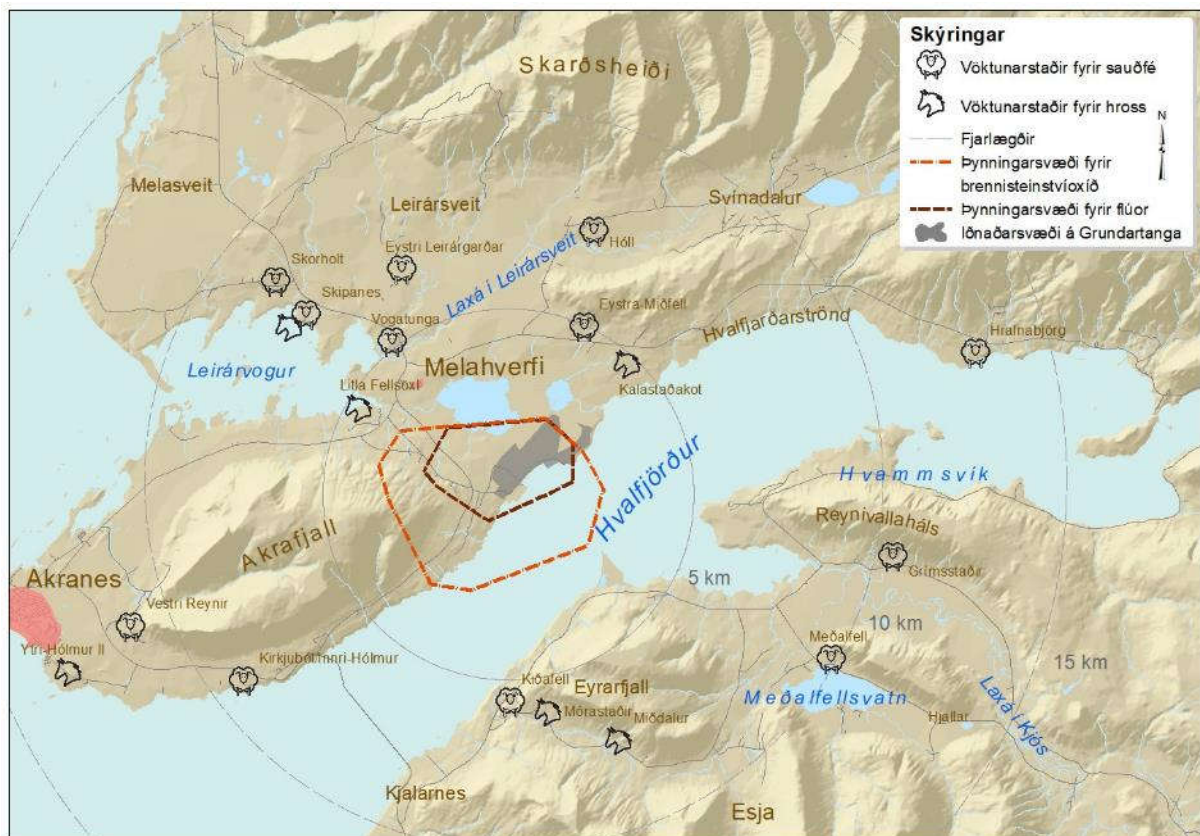 Skýringar
Vöktunarstaðir fyrir sauðfé
Vöktunarstaðir fyrir hross
N
Fjarlægðir
Þynningarsvæði fyrir
brennisteinstvíoxíð
Þynningarsvæði fyrir flúor
Iðnaðarsvæði á Grundartanga
Skarðsheiði
Melasveit
Leirársveit
Svínadalur
Eystri Leirárgarðar
Hóll
Laxá í Leirársveit
Skorholt
Skipanes
Vogatunga
Eystra Miðfell
Hvalfjarðarströnd
Hrafnabjörg
Leirárvogur
Melahverfi
Kalastaðakot
Litla Fellsöxl
Hvalfjörður
Hvammsvík
Reynivallaháls
Akrafjall
Grímsstaðir
Akranes
5 km
Vestri Reynir
10 km
Ytri-Hólmur II
Kirkjuból/Innri-Hólmur
Meðalfell
15 km
Kiðafell
Eyrarfjall
Meðalfellsvatn
Laxá í Kjós
Mórastaðir
Miðdalur
Hjallar
Kjalarnes
Esja